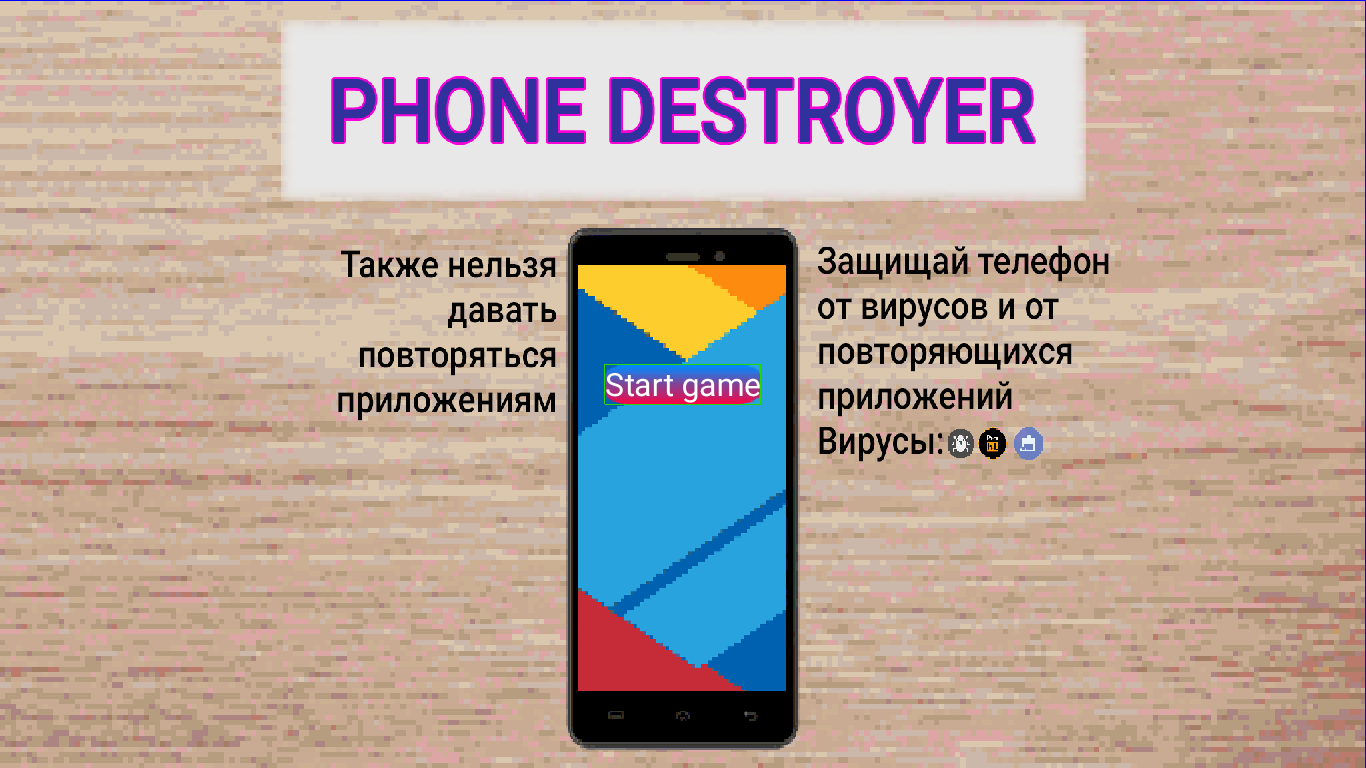 PHONE DESTROYER
Также нельзя
давать
повторяться
приложениям
Start game
Защищай телефон
от вирусов и от
повторяющихся
приложений
Вирусы: